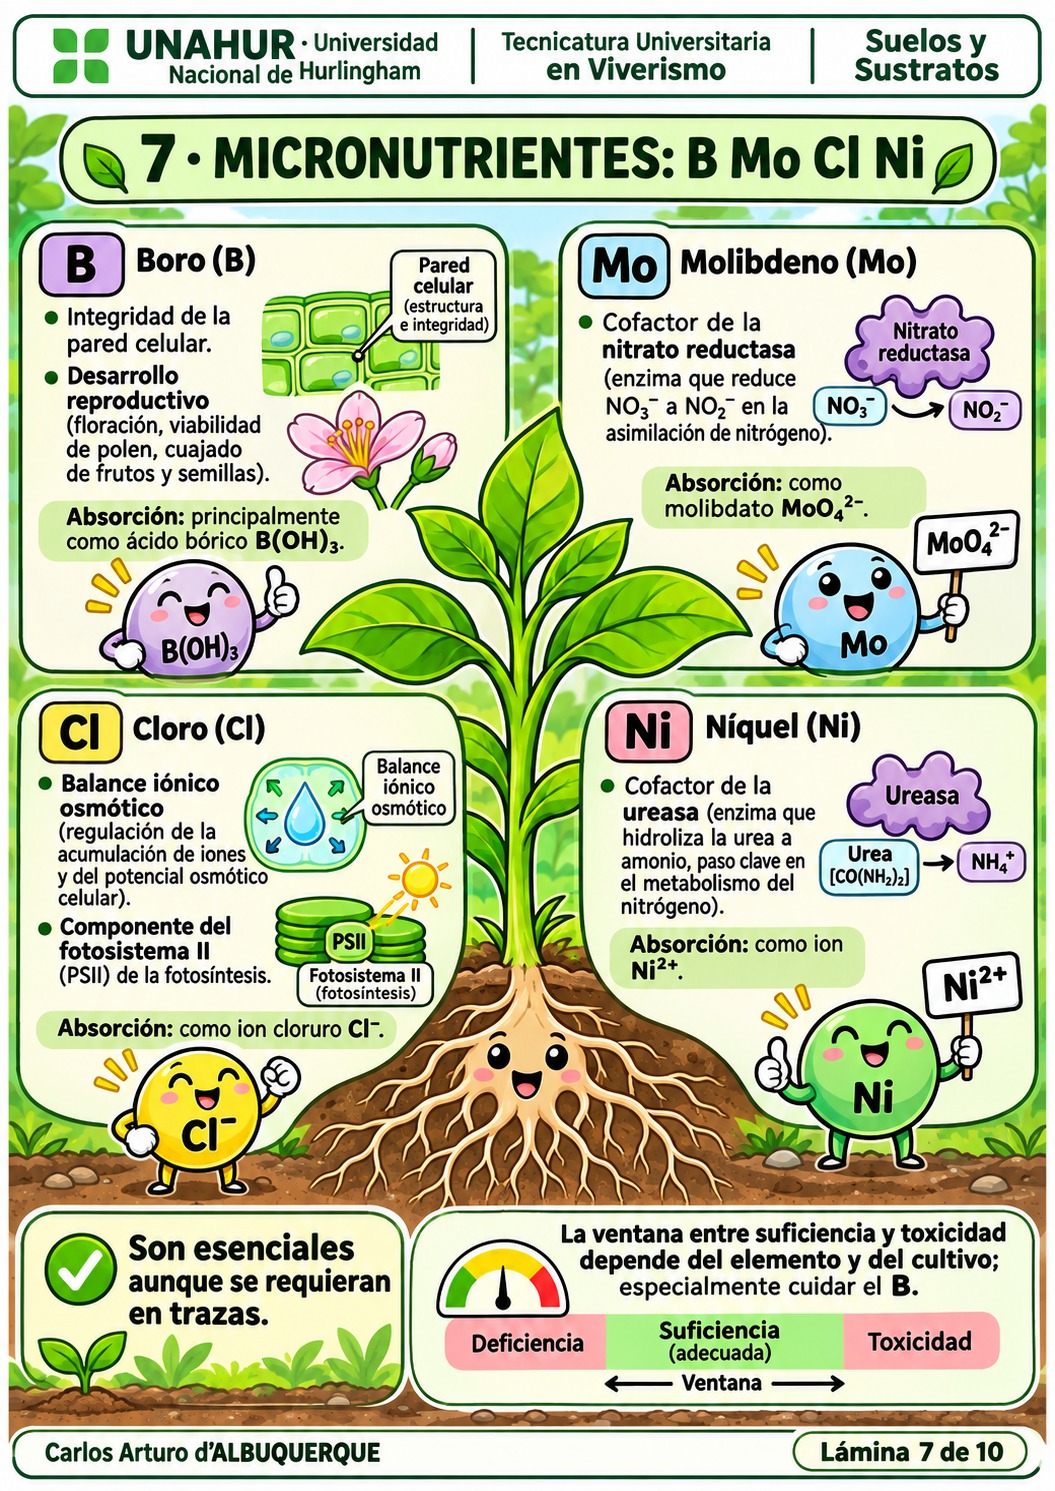 UNAHUR · Universidad
Nacional de Hurlingham
Tecnicatura Universitaria
en Viverismo
Suelos y
Sustratos
7 · MICRONUTRIENTES: B Mo Cl Ni
B
Boro (B)
• Integridad de la
pared celular.
• Desarrollo
reproductivo
(floración, viabilidad
de polen, cuajado
de frutos y semillas).
Pared
celular
(estructura
e integridad)
Absorción: principalmente
como ácido bórico B(OH)₃.
B(OH)₃
Mo
Molibdeno (Mo)
• Cofactor de la
nitrato reductasa
(enzima que reduce
NO₃⁻ a NO₂⁻ en la
asimilación de nitrógeno).
Nitrato
reductasa
NO₃⁻ → NO₂⁻
Absorción: como
molibdato MoO₄²⁻.
MoO₄²⁻
Mo
Cl
Cloro (Cl)
• Balance iónico
osmótico
(regulación de la
acumulación de iones
y del potencial osmótico
celular).
• Componente del
fotosistema II
(PSII) de la fotosíntesis.
Balance
iónico
osmótico
PSII
Fotosistema II
(fotosíntesis)
Absorción: como ion cloruro Cl⁻.
Cl⁻
Ni
Níquel (Ni)
• Cofactor de la
ureasa (enzima que
hidroliza la urea a
amonio, paso clave en
el metabolismo del
nitrógeno).
Ureasa
Urea
[CO(NH₂)₂] → NH₄⁺
Absorción: como ion
Ni²⁺.
Ni²⁺
Ni
Son esenciales
aunque se requieran
en trazas.
La ventana entre suficiencia y toxicidad
depende del elemento y del cultivo;
especialmente cuidar el B.
Deficiencia
Suficiencia
(adecuada)
Toxicidad
Ventana
Carlos Arturo d'ALBUQUERQUE
Lámina 7 de 10